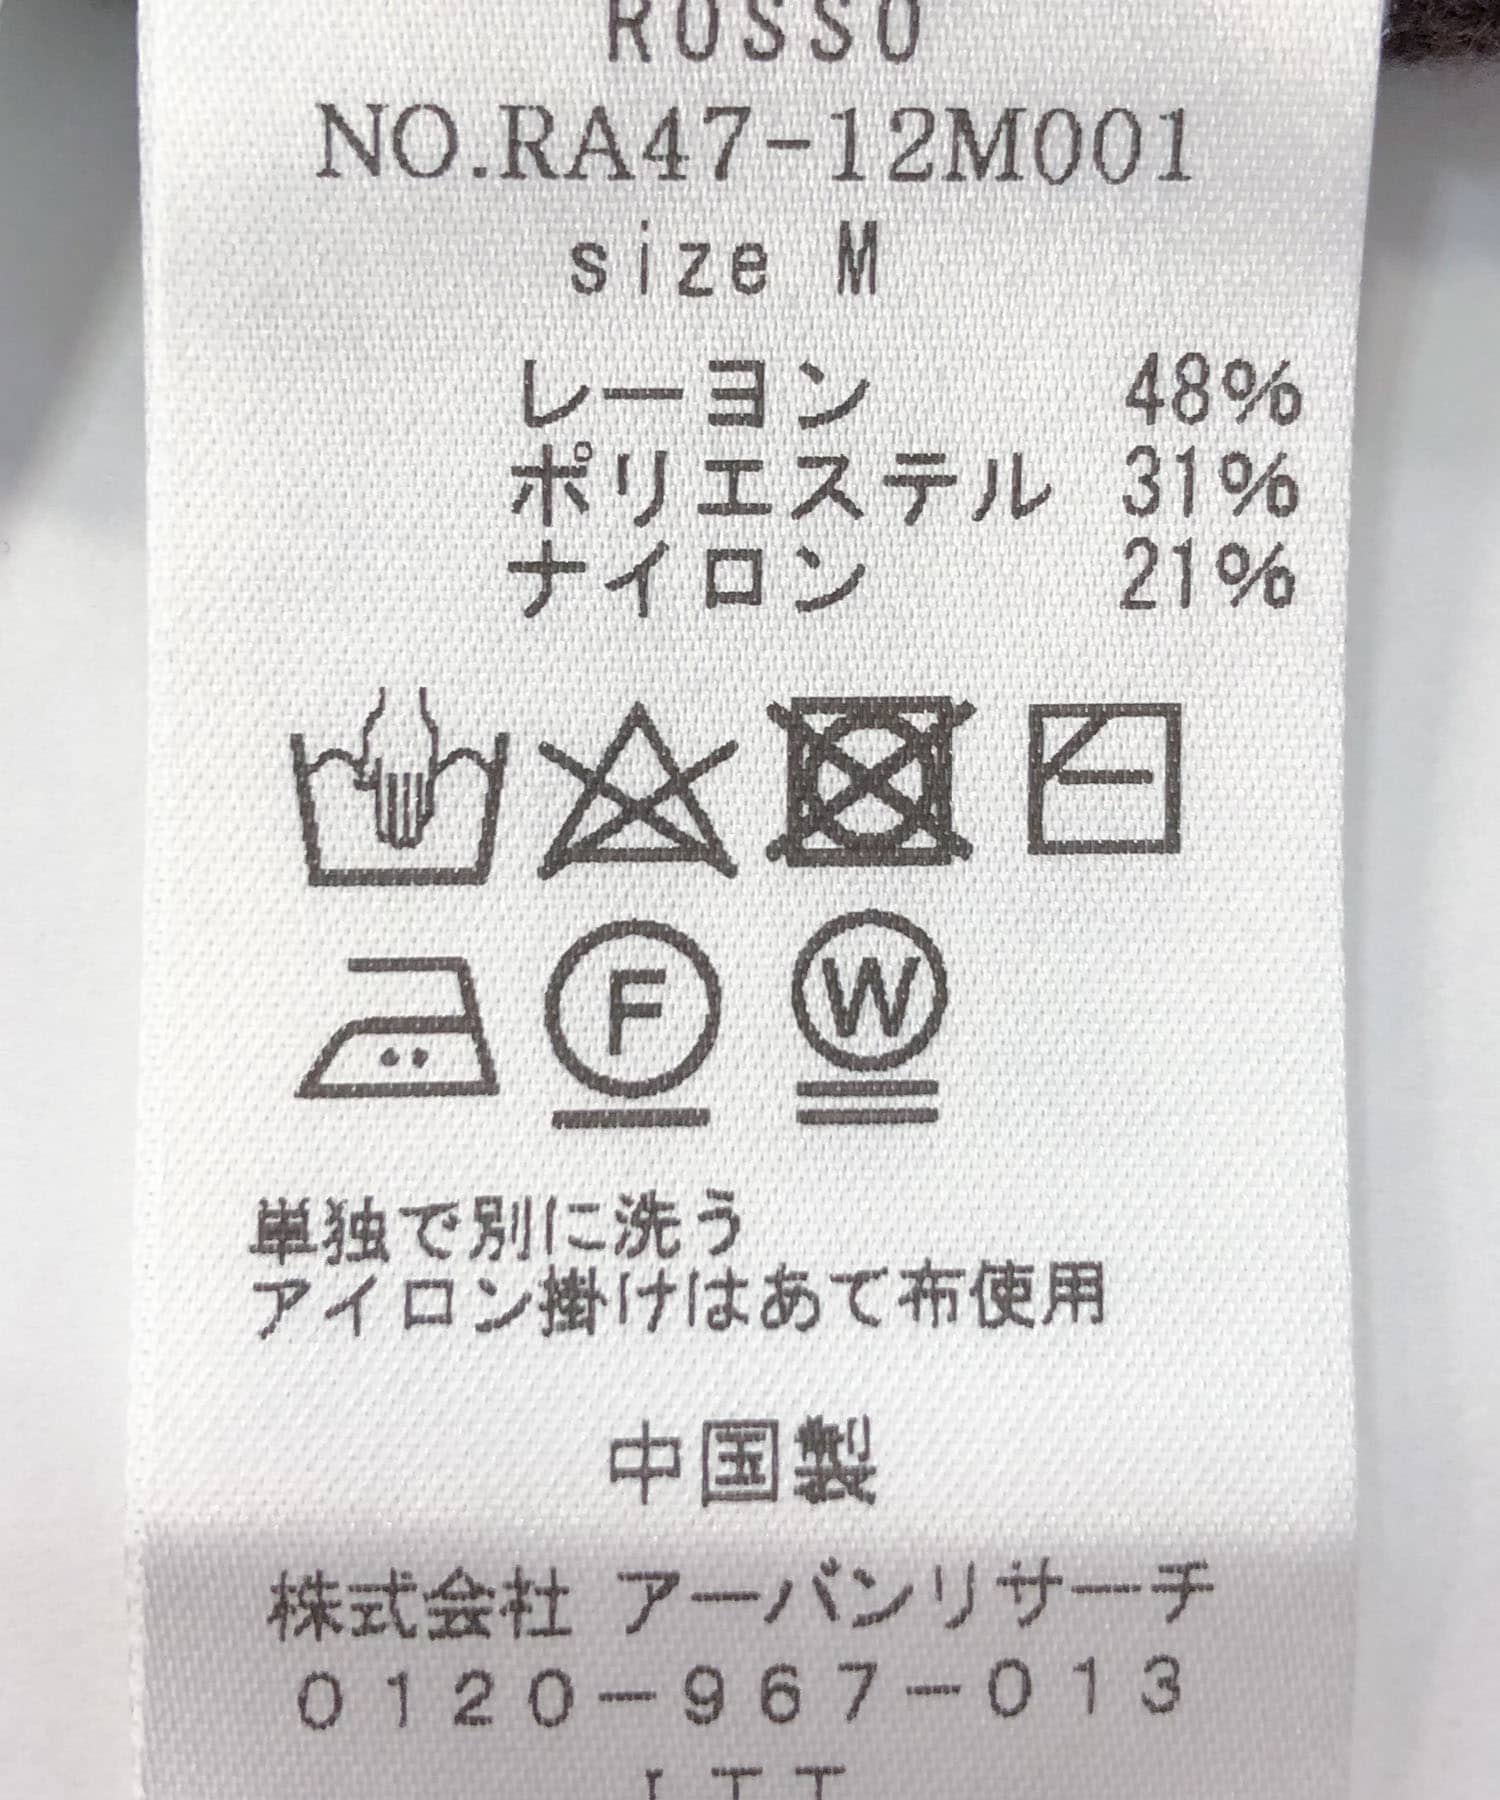 ROSSO
NO.RA47-12M001
size M
レーヨン 48%
ポリエステル 31%
ナイロン 21%
F W
単独で別に洗う
アイロン掛けはあて布使用
中国製
株式会社 アーバンリサーチ
0120-967-013